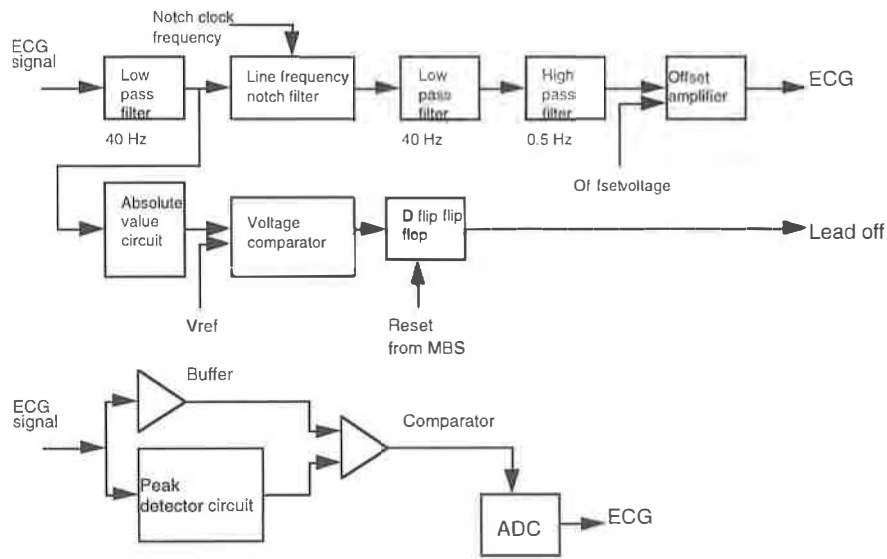 Notch clock
frequency
ECG
signal
Low
pass
filter
40 Hz
Line frequency
notch filter
Low
pass
filter
40 Hz
High
pass
filter
0.5 Hz
Offset
amplifier
ECG
Of fsetvoltage
Absolute
value
circuit
Voltage
comparator
D flip flip
flop
Lead off
Vref
Reset
from MBS
Buffer
ECG
signal
Comparator
Peak
detector circuit
ADC
ECG